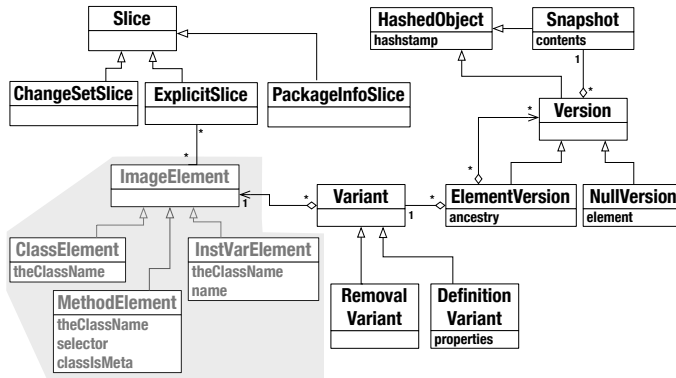 Slice
HashedObject
hashstamp
Snapshot
contents
1
*
ChangeSetSlice
ExplicitSlice
PackageInfoSlice
*
Version
*
*
*
ImageElement
1
*
Variant
1
*
ElementVersion
ancestry
NullVersion
element
ClassElement
theClassName
InstVarElement
theClassName
name
MethodElement
theClassName
selector
classIsMeta
Removal
Variant
Definition
Variant
properties